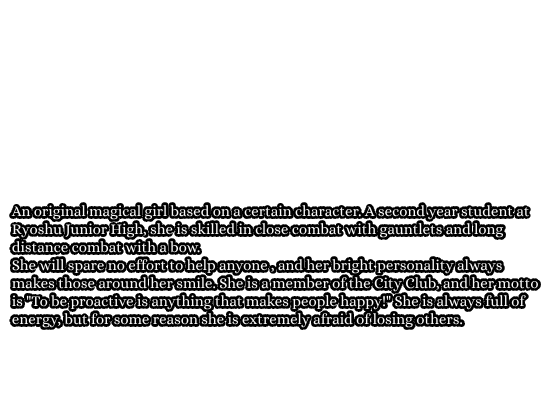 An original magical girl based on a certain character. A second year student at
Ryoshu Junior High, she is skilled in close combat with gauntlets and long
distance combat with a bow.
She will spare no effort to help anyone , and her bright personality always
makes those around her smile. She is a member of the City Club, and her motto
is "To be proactive is anything that makes people happy!" She is always full of
energy, but for some reason she is extremely afraid of losing others.